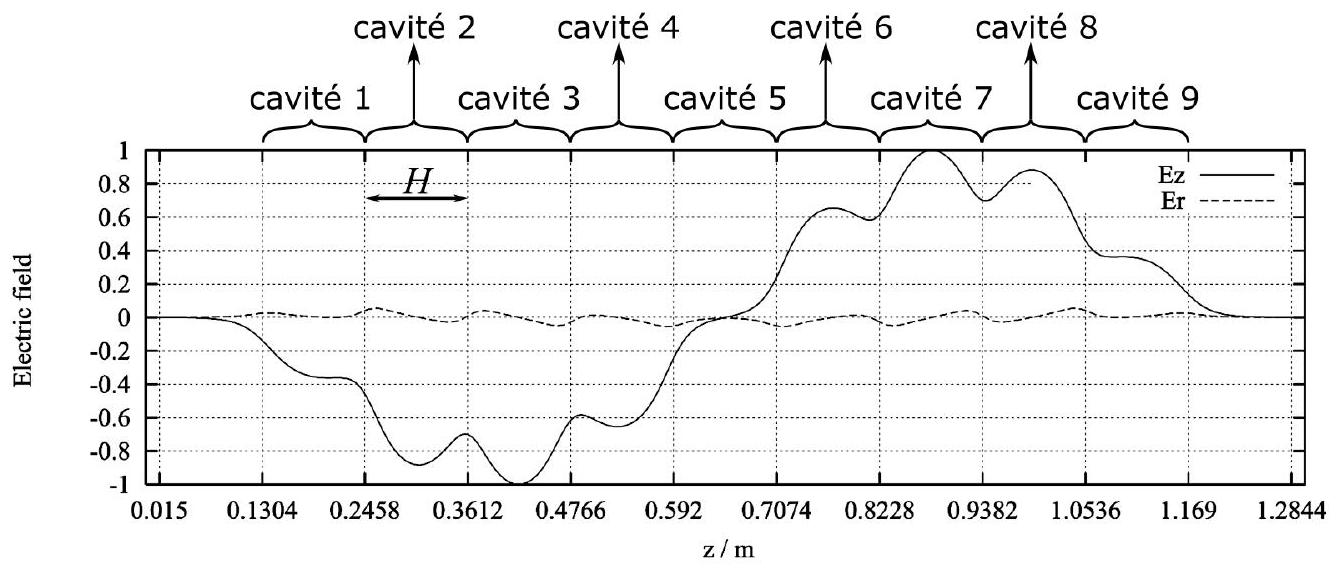 cavité 2 cavité 4 cavité 6 cavité 8
cavité 1 cavité 3 cavité 5 cavité 7 cavité 9
1
0.8
0.6
0.4
0.2
0
-0.2
-0.4
-0.6
-0.8
-1
H
Ez
Er
Electric field
0.015 0.1304 0.2458 0.3612 0.4766 0.592 0.7074 0.8228 0.9382 1.0536 1.169 1.2844
z / m